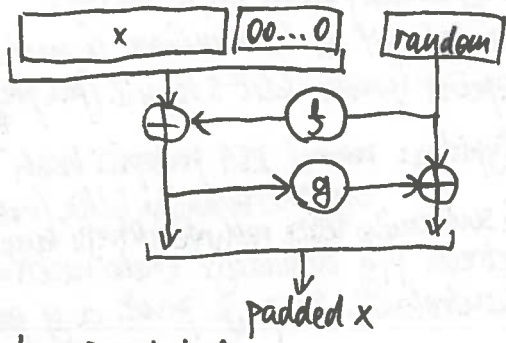 x 00...0 random
⊕ f
g ⊕
padded x